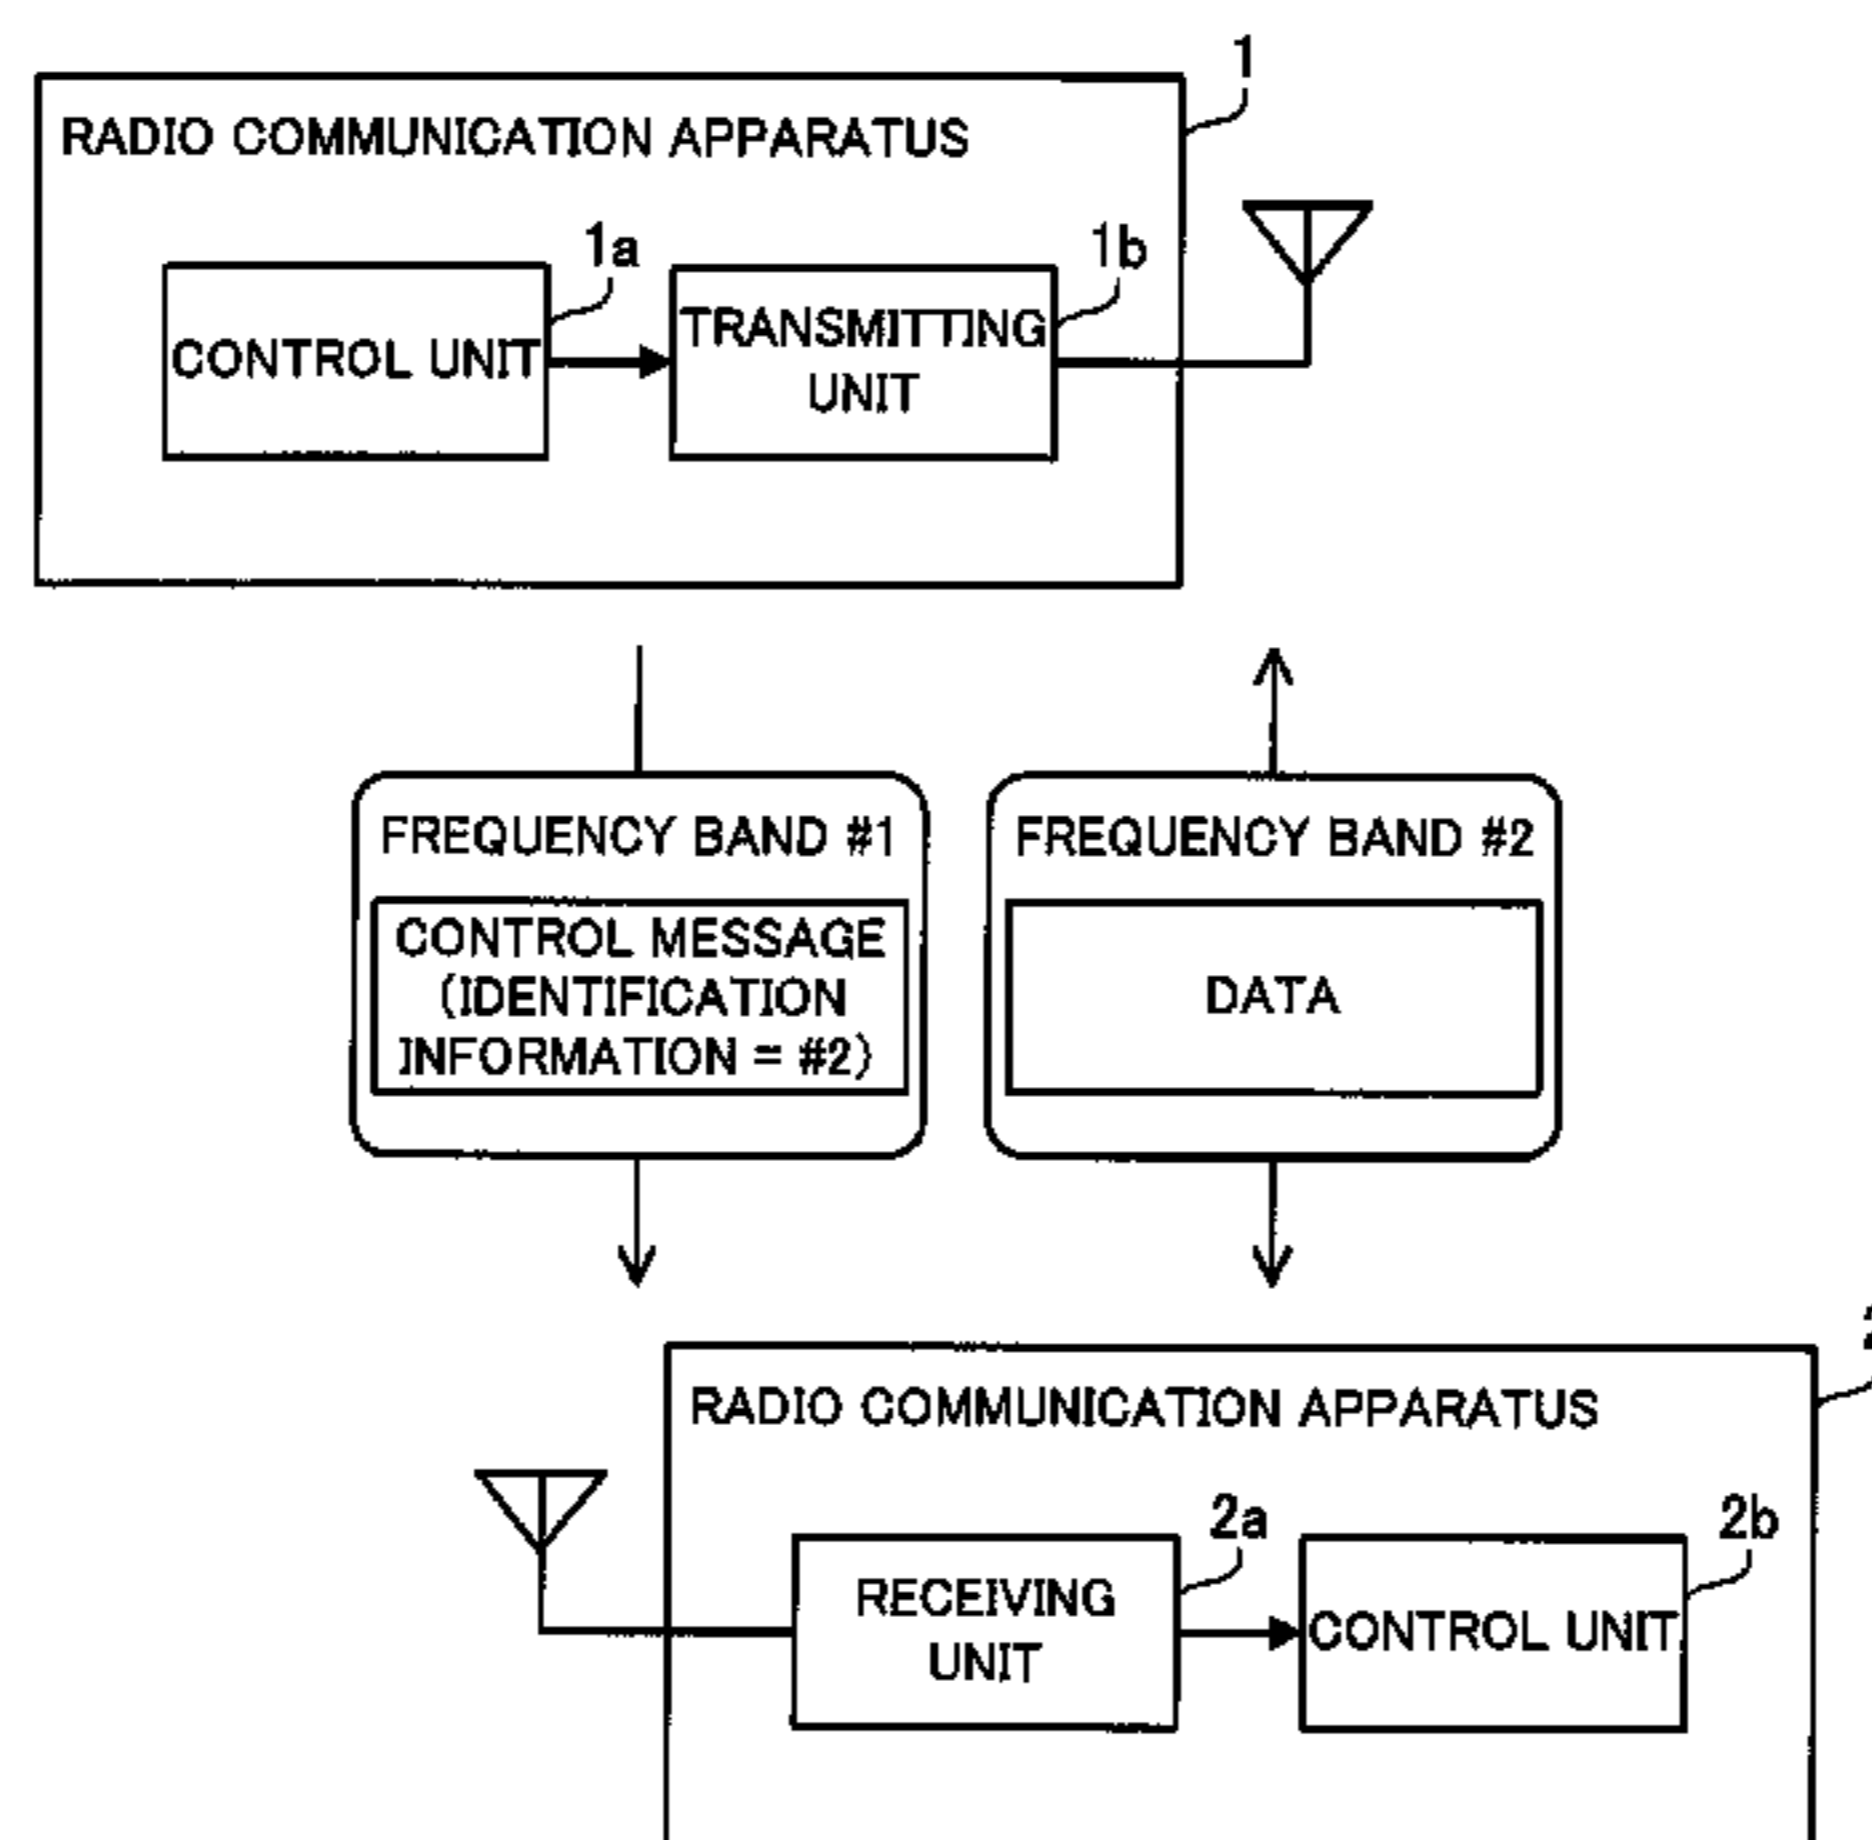 1
RADIO COMMUNICATION APPARATUS
1a
1b
CONTROL UNIT
TRANSMITTING
UNIT
FREQUENCY BAND #1
CONTROL MESSAGE
(IDENTIFICATION
INFORMATION = #2)
FREQUENCY BAND #2
DATA
RADIO COMMUNICATION APPARATUS
2a
2b
RECEIVING
UNIT
CONTROL UNIT